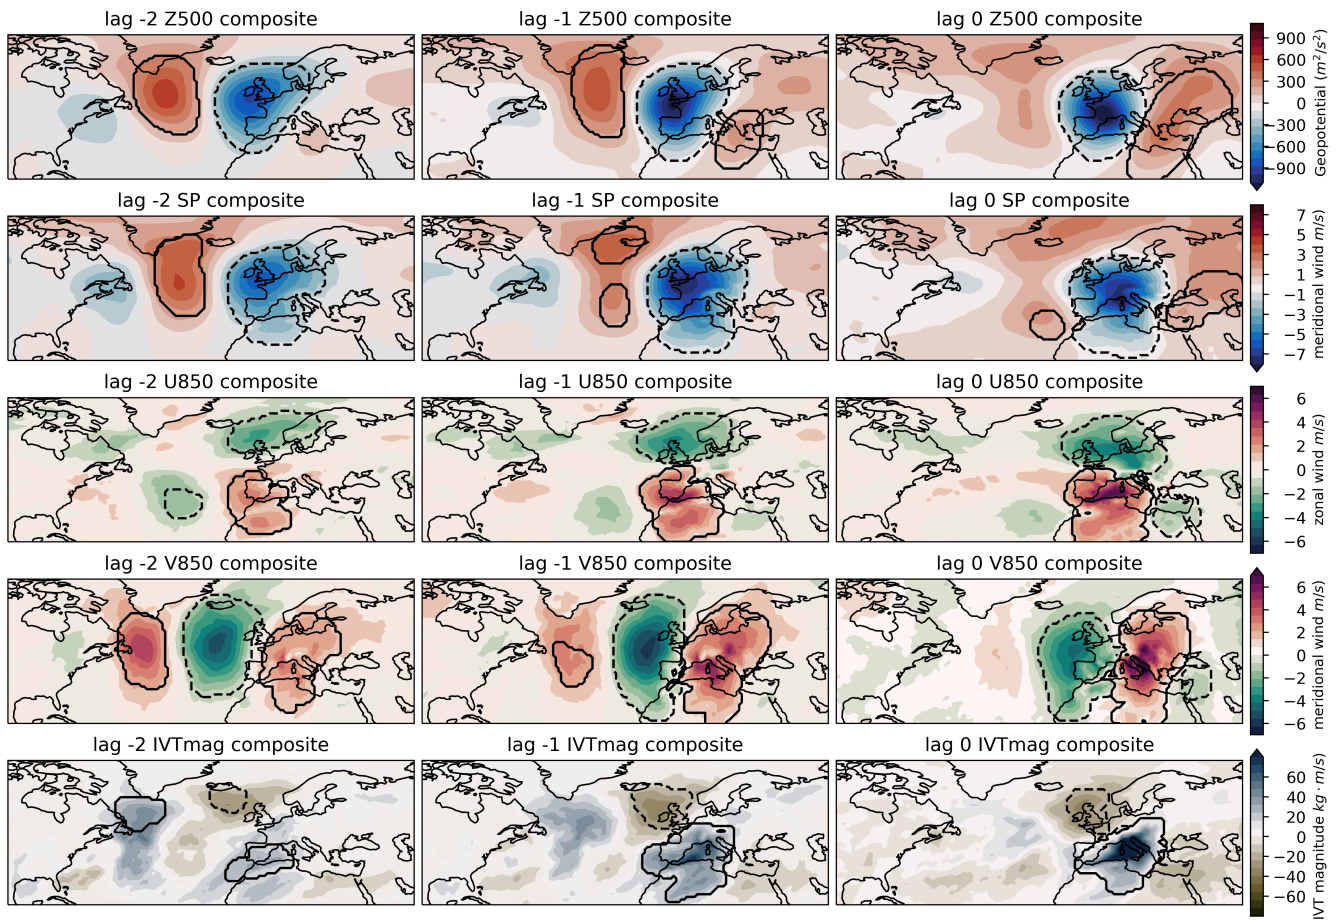 lag -2 Z500 composite
lag -1 Z500 composite
lag 0 Z500 composite
900
600
300
0
−300
−600
−900
Geopotential (m²/s²)
lag -2 SP composite
lag -1 SP composite
lag 0 SP composite
7
5
3
1
−1
−3
−5
−7
meridional wind m/s
lag -2 U850 composite
lag -1 U850 composite
lag 0 U850 composite
6
4
2
0
−2
−4
−6
zonal wind m/s
lag -2 V850 composite
lag -1 V850 composite
lag 0 V850 composite
6
4
2
0
−2
−4
−6
meridional wind m/s
lag -2 IVTmag composite
lag -1 IVTmag composite
lag 0 IVTmag composite
60
40
20
0
−20
−40
−60
IVT magnitude kg · m/s